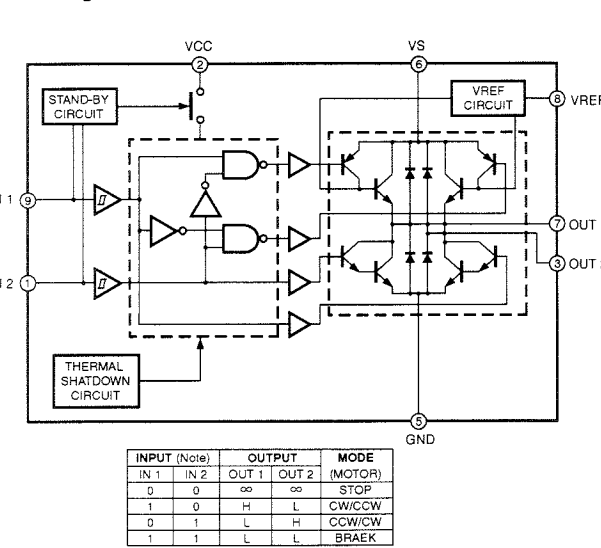 VCC
VS
2
6
STAND-BY
CIRCUIT
VREF
CIRCUIT
8 VREF
1
9
7 OUT
2
1
3 OUT
THERMAL
SHATDOWN
CIRCUIT
5
GND
INPUT (Note) OUTPUT MODE
IN 1 IN 2 OUT 1 OUT 2 (MOTOR)
0 0 ∞ ∞ STOP
1 0 H L CW/CCW
0 1 L H CCW/CW
1 1 L L BRAEK